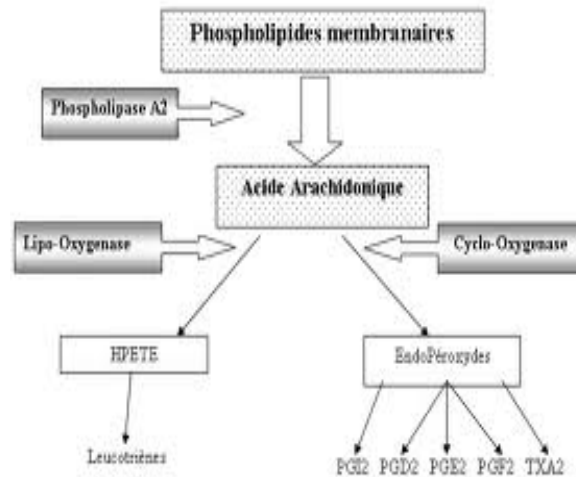 Phospholipides membranaires
Phospholipase A2
Acide Arachidonique
Lipo-Oxygenase
Cyclo-Oxygenase
HPETE
EndoPéroxydes
Leucotriènes
PGI2 PGD2 PGE2 PGF2 TXA2